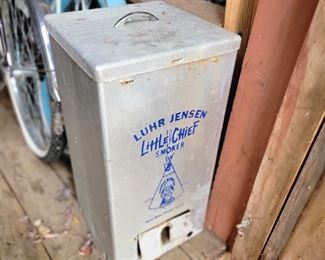 LUHR JENSEN
LittLE CHIEF
SMOKER